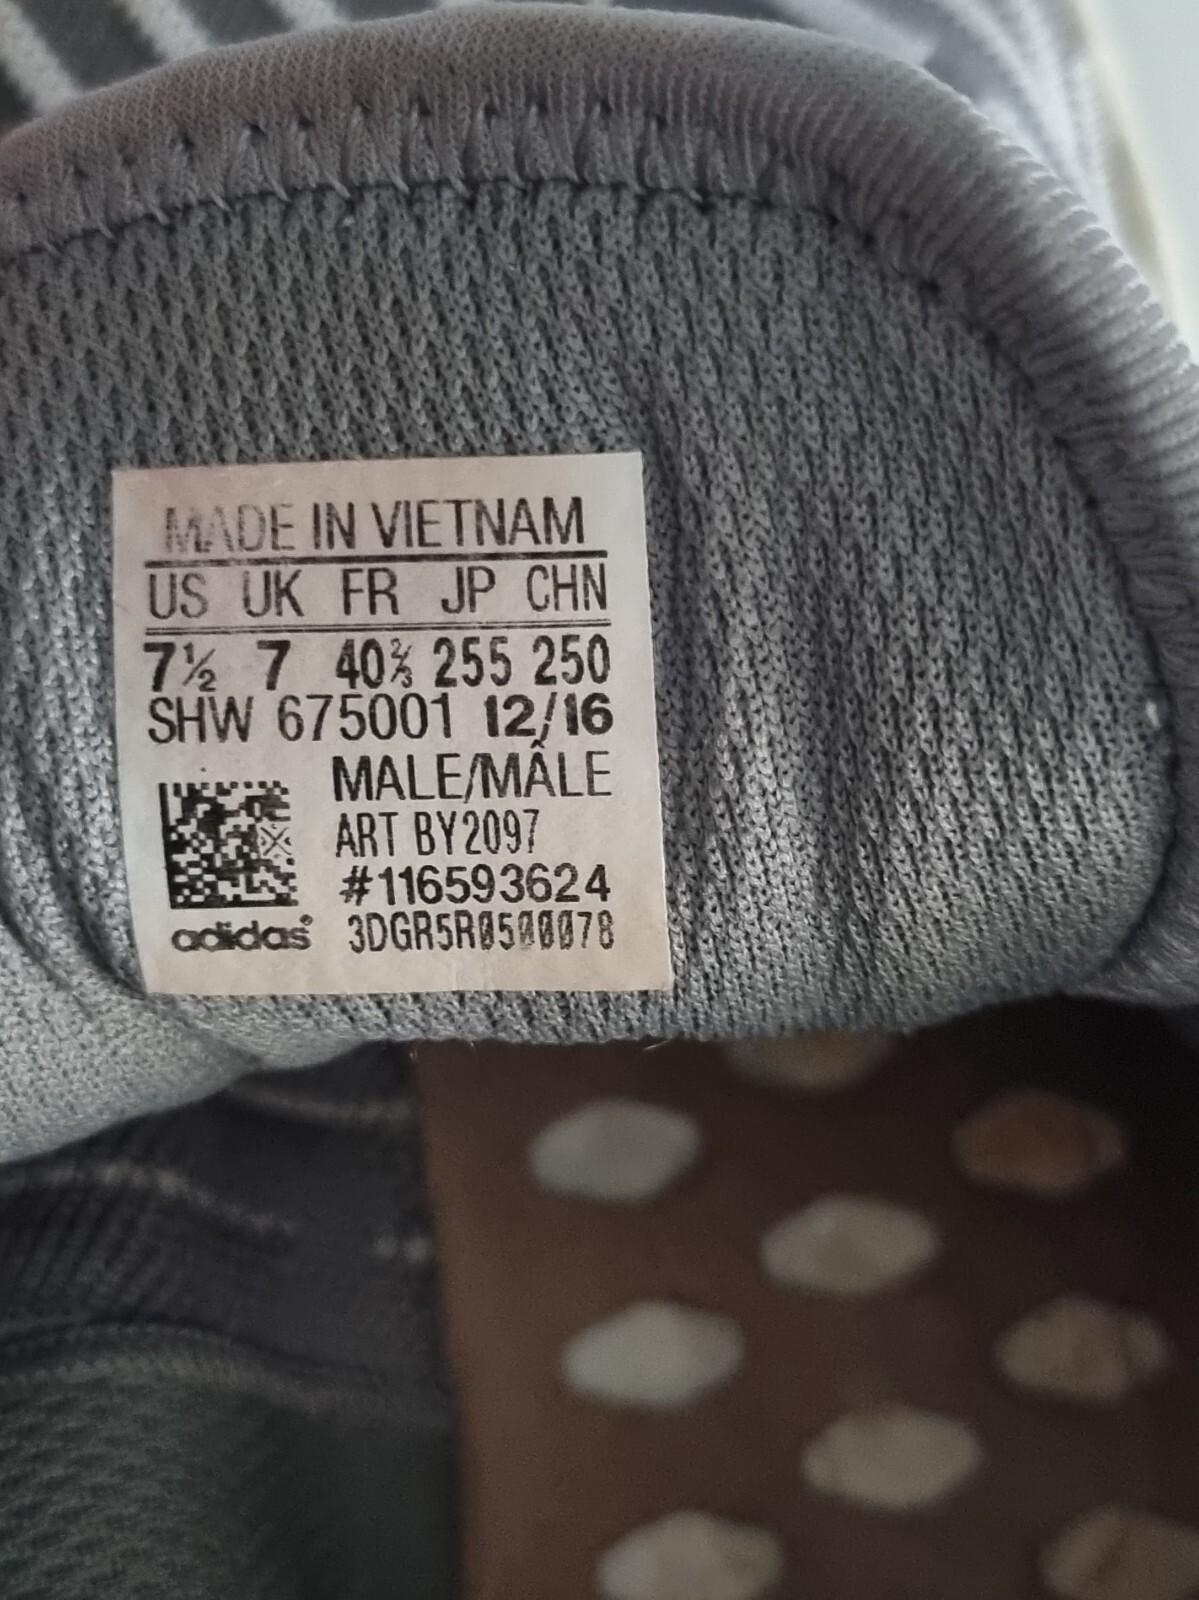 MADE IN VIETNAM
US UK FR JP CHN
7½ 7 40⅔ 255 250
SHW 675001 12/16
MALE/MÂLE
ART BY2097
#116593624
adidas® 3DGR5R0500078